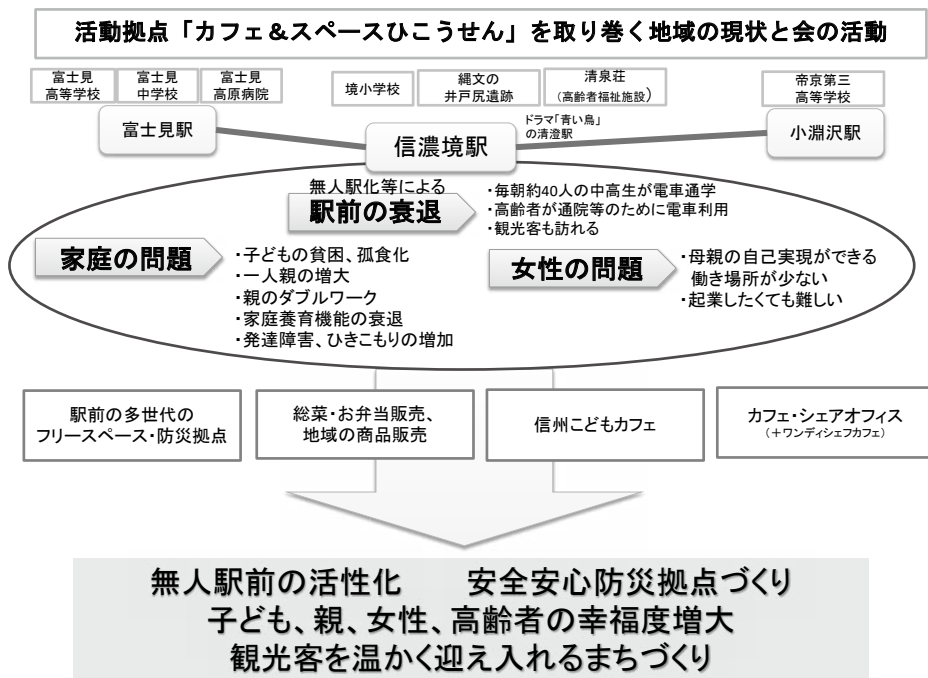 活動拠点「カフェ＆スペースひこうせん」を取り巻く地域の現状と会の活動
富士見
高等学校
富士見
中学校
富士見
高原病院
境小学校
縄文の
井戸尻遺跡
清泉荘
（高齢者福祉施設）
帝京第三
高等学校
富士見駅
信濃境駅
ドラマ「青い鳥」
の清澄駅
小淵沢駅
無人駅化等による
駅前の衰退
・毎朝約40人の中高生が電車通学
・高齢者が通院等のために電車利用
・観光客も訪れる
家庭の問題
・子どもの貧困、孤食化
・一人親の増大
・親のダブルワーク
・家庭養育機能の衰退
・発達障害、ひきこもりの増加
女性の問題
・母親の自己実現ができる
働き場所が少ない
・起業したくても難しい
駅前の多世代の
フリースペース・防災拠点
総菜・お弁当販売、
地域の商品販売
信州こどもカフェ
カフェ・シェアオフィス
（＋ワンディシェフカフェ）
無人駅前の活性化　　安全安心防災拠点づくり
子ども、親、女性、高齢者の幸福度増大
観光客を温かく迎え入れるまちづくり